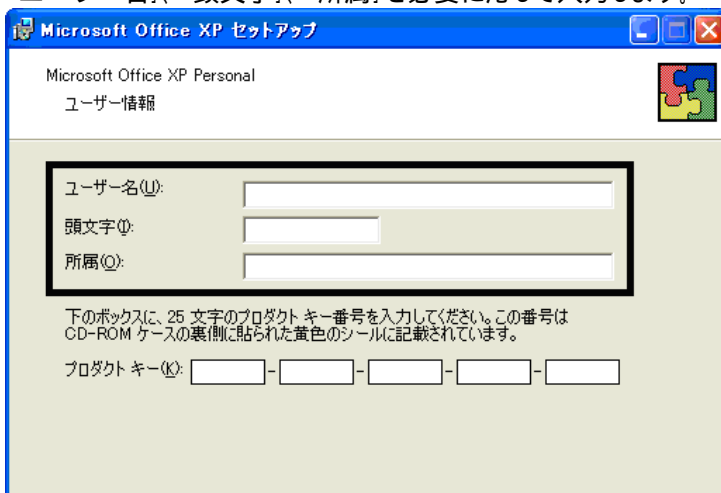 Microsoft Office XP セットアップ
Microsoft Office XP Personal
ユーザー情報
ユーザー名(U):
頭文字(I):
所属(O):
下のボックスに、25 文字のプロダクト キー番号を入力してください。この番号は
CD-ROM ケースの裏側に貼られた黄色のシールに記載されています。
プロダクト キー(K): - - - -